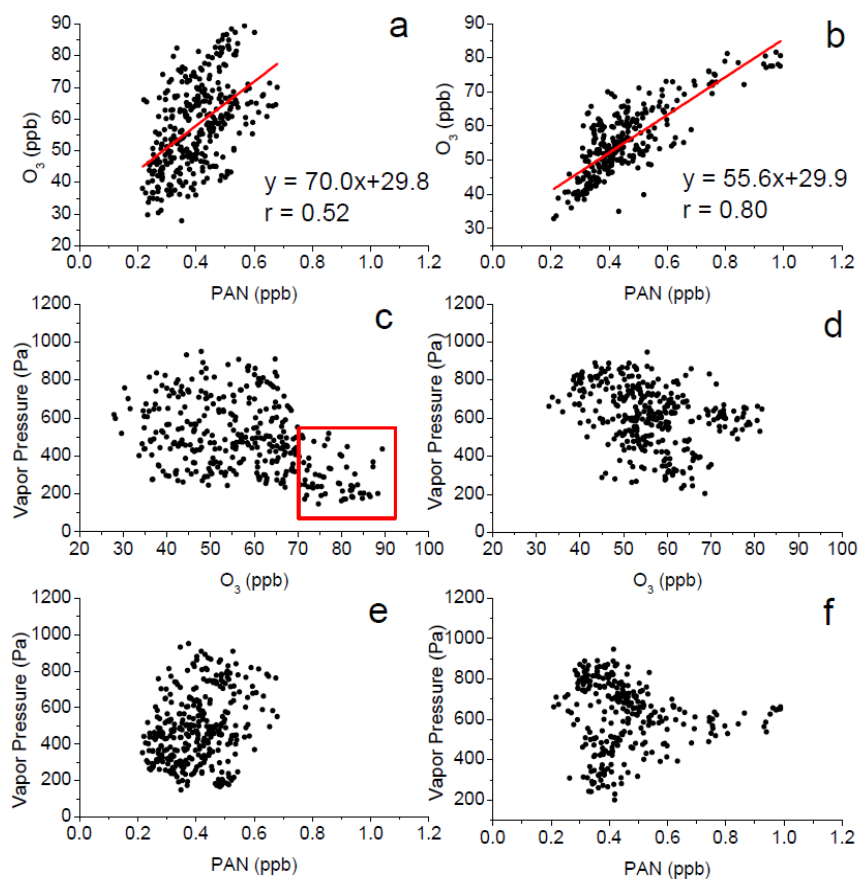 a
90
80
70
60
50
40
30
20
O3 (ppb)
y = 70.0x+29.8
r = 0.52
0.0 0.2 0.4 0.6 0.8 1.0 1.2
PAN (ppb)
b
90
80
70
60
50
40
30
O3 (ppb)
y = 55.6x+29.9
r = 0.80
0.0 0.2 0.4 0.6 0.8 1.0 1.2
PAN (ppb)
c
1200
1000
800
600
400
200
0
Vapor Pressure (Pa)
20 30 40 50 60 70 80 90 100
O3 (ppb)
d
1200
1000
800
600
400
200
0
Vapor Pressure (Pa)
20 30 40 50 60 70 80 90 100
O3 (ppb)
e
1200
1000
800
600
400
200
0
Vapor Pressure (Pa)
0.0 0.2 0.4 0.6 0.8 1.0 1.2
PAN (ppb)
f
1200
1000
800
600
400
200
Vapor Pressure (Pa)
0.0 0.2 0.4 0.6 0.8 1.0 1.2
PAN (ppb)